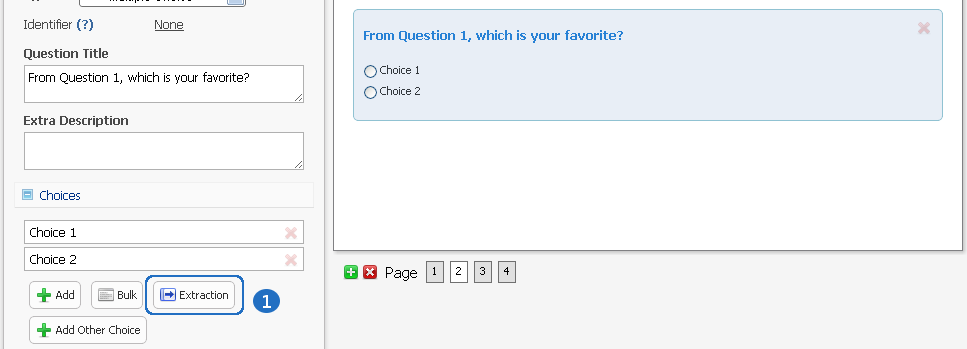 Multiple Choice
Identifier (?) None
Question Title
From Question 1, which is your favorite?
Extra Description
Choices
Choice 1
Choice 2
Add Bulk Extraction 1
Add Other Choice
From Question 1, which is your favorite?
Choice 1
Choice 2
Page 1 2 3 4